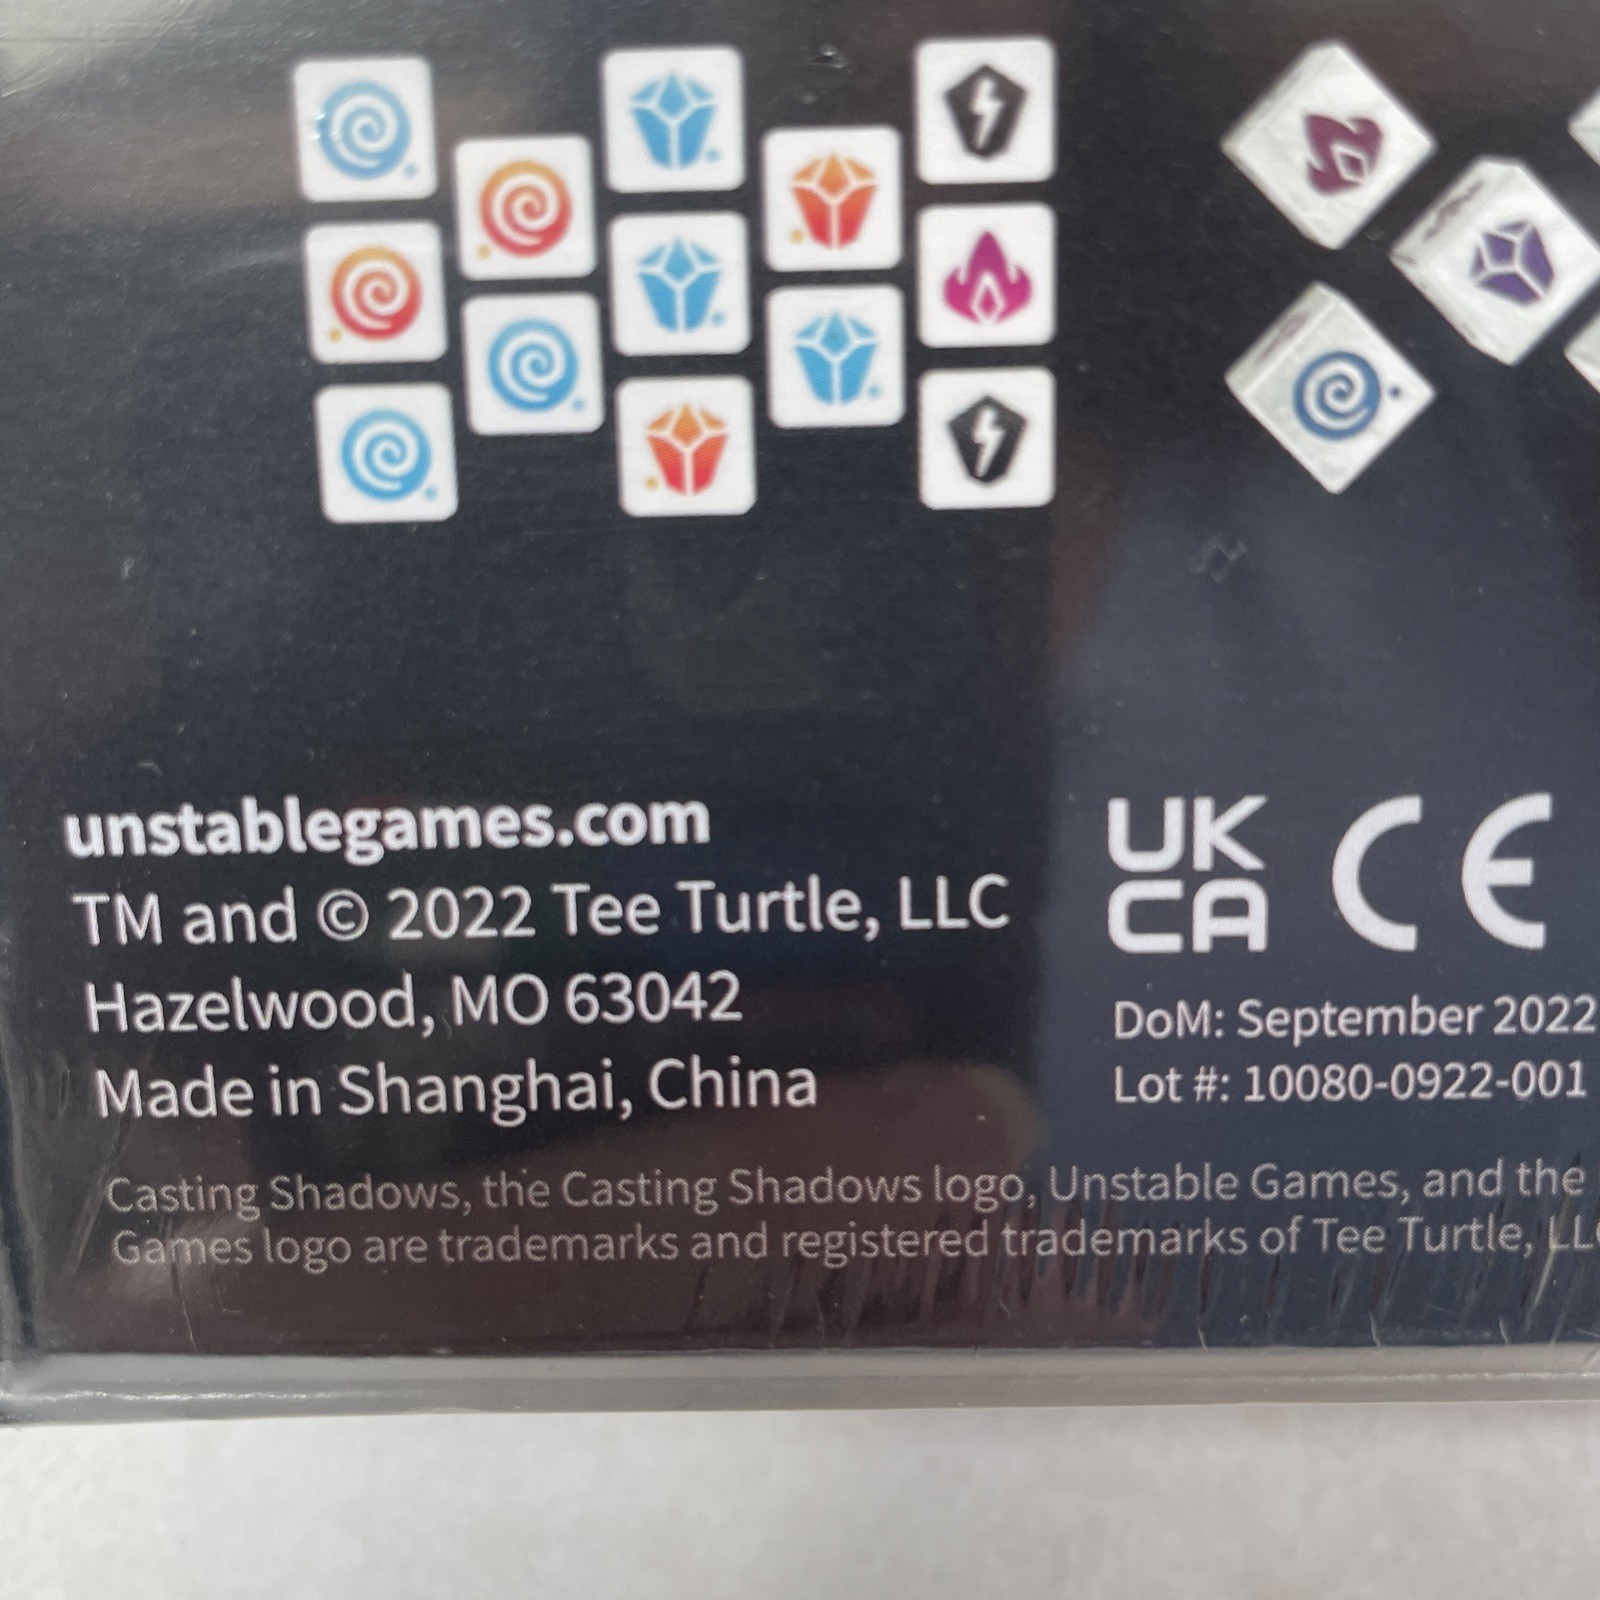 unstablegames.com
TM and © 2022 Tee Turtle, LLC
Hazelwood, MO 63042
Made in Shanghai, China
UK
CA
CE
DoM: September 2022
Lot #: 10080-0922-001
Casting Shadows, the Casting Shadows logo, Unstable Games, and the
Games logo are trademarks and registered trademarks of Tee Turtle,